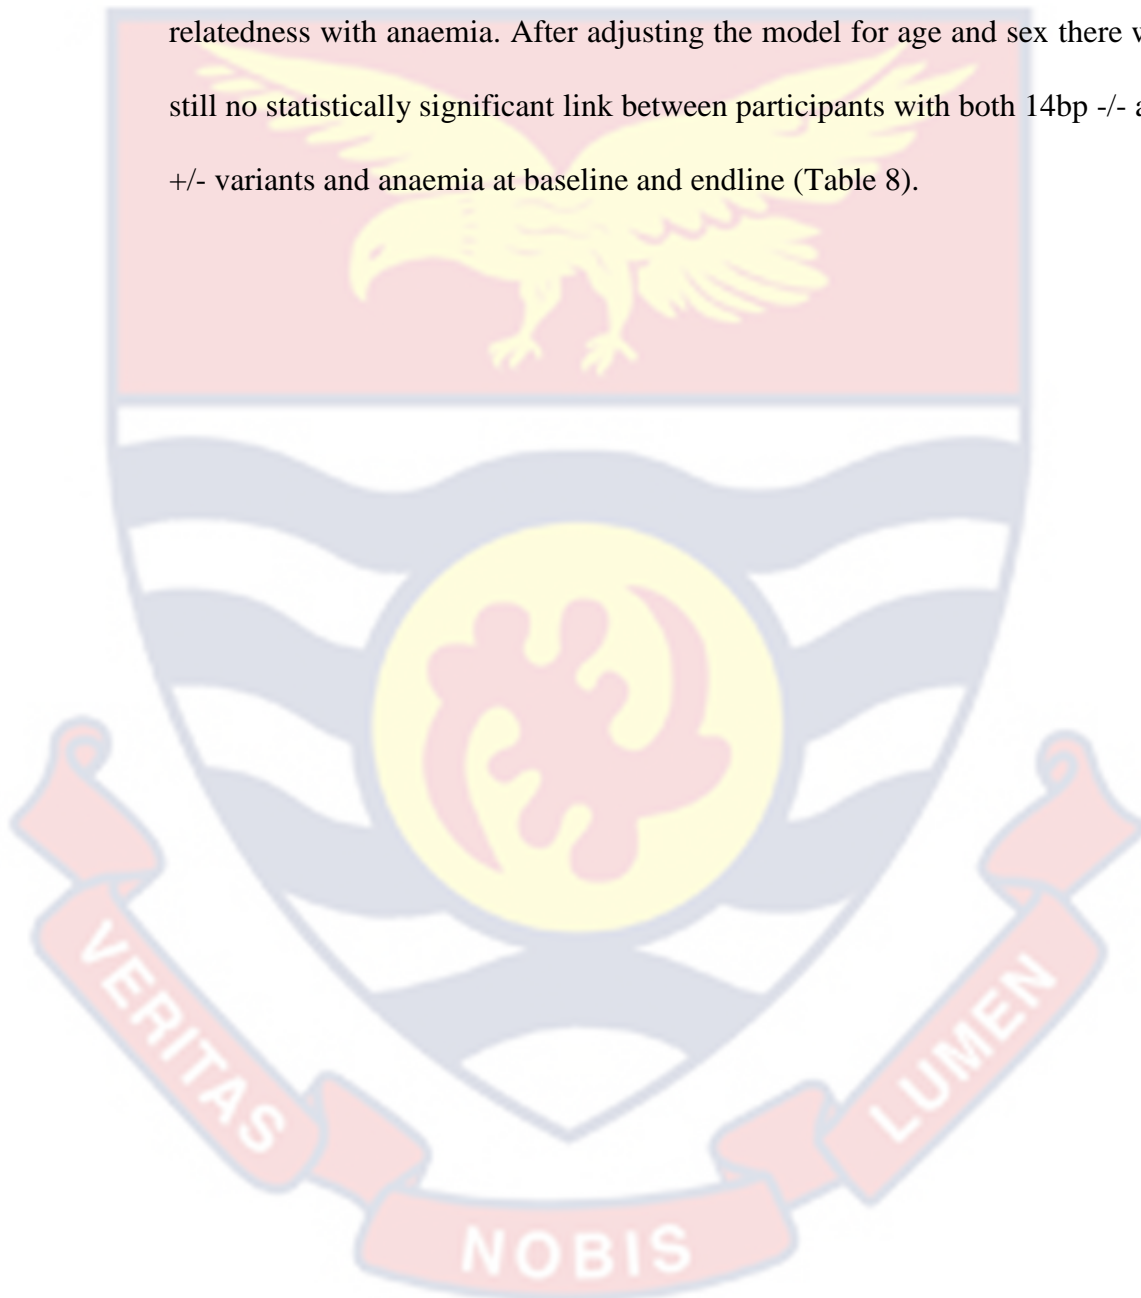 relatedness with anaemia. After adjusting the model for age and sex there
still no statistically significant link between participants with both 14bp -/-
+/- variants and anaemia at baseline and endline (Table 8).
VERITAS
NOBIS
LUMEN